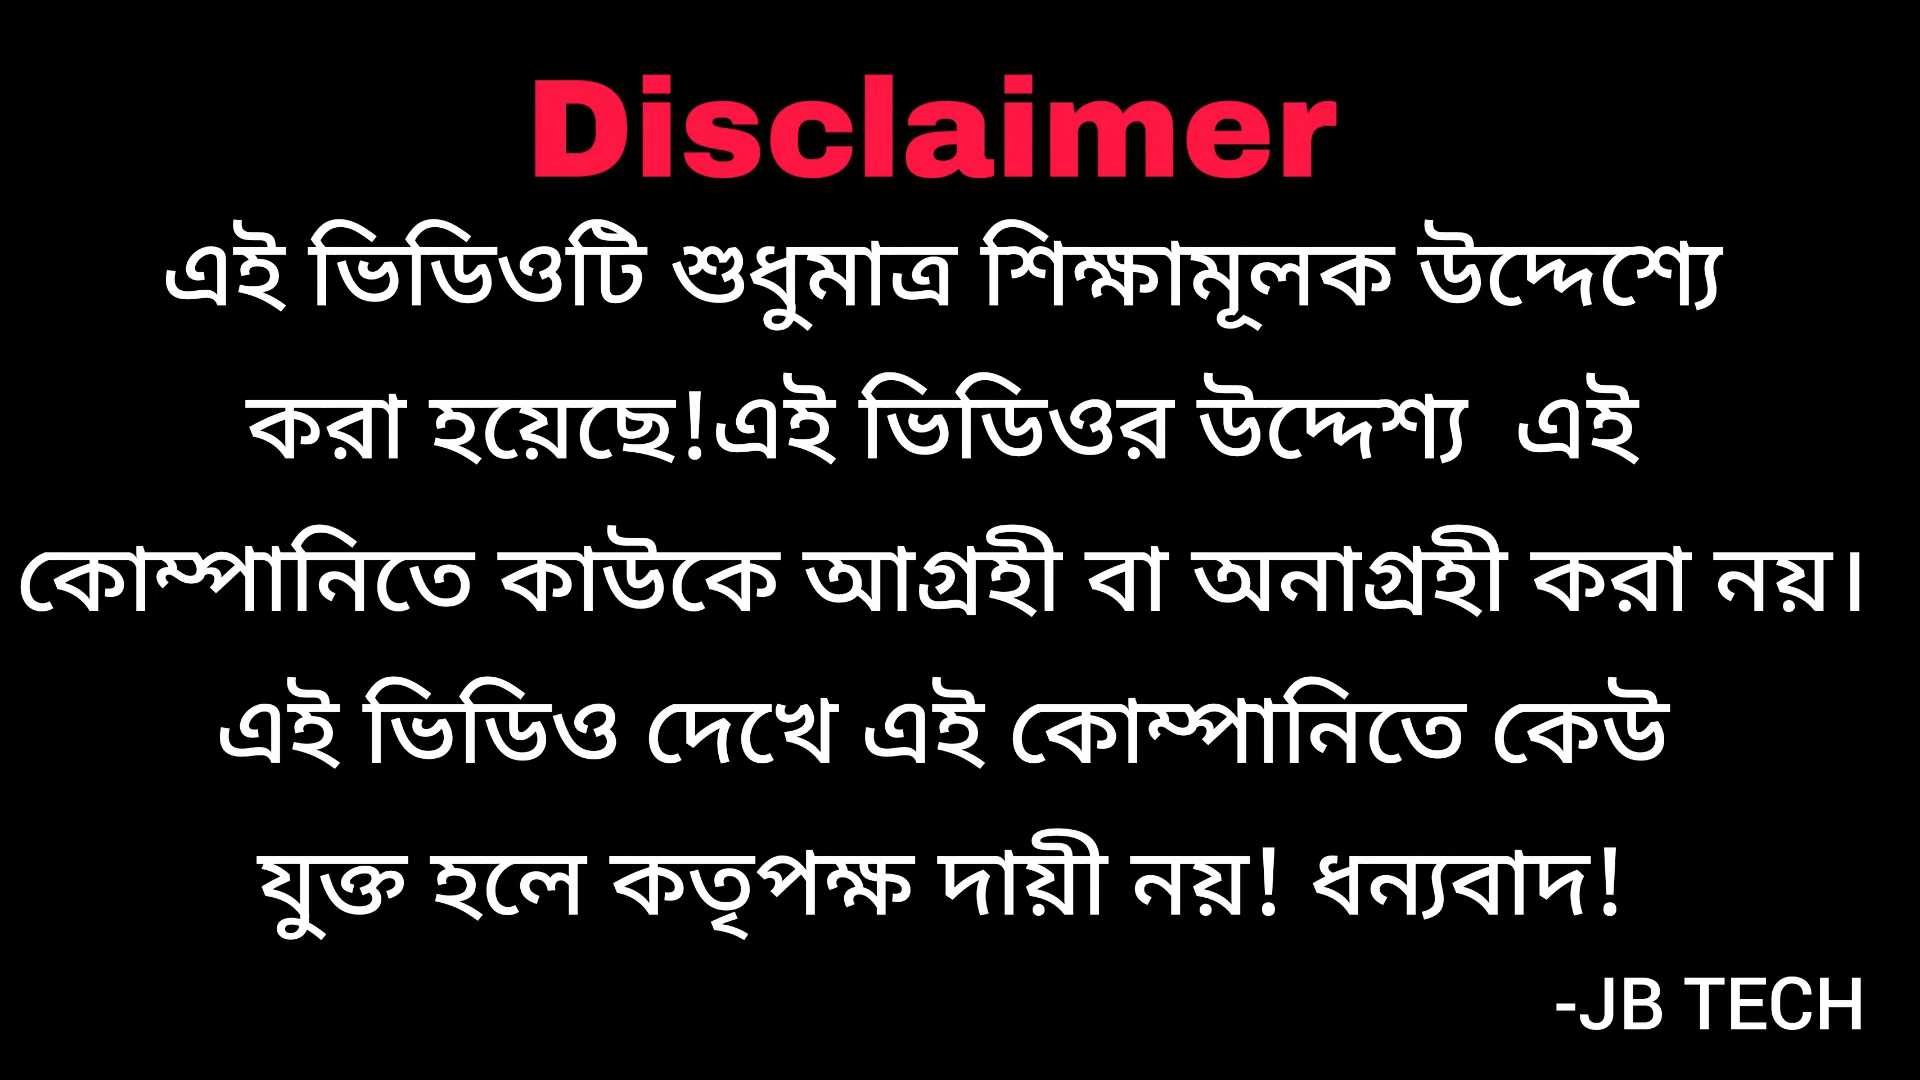 Disclaimer
এই ভিডিওটি শুধুমাত্র শিক্ষামূলক উদ্দেশ্যে
করা হয়েছে!এই ভিডিওর উদ্দেশ্য  এই
কোম্পানিতে কাউকে আগ্রহী বা অনাগ্রহী করা নয়।
এই ভিডিও দেখে এই কোম্পানিতে কেউ
যুক্ত হলে কতৃপক্ষ দায়ী নয়! ধন্যবাদ!
-JB TECH